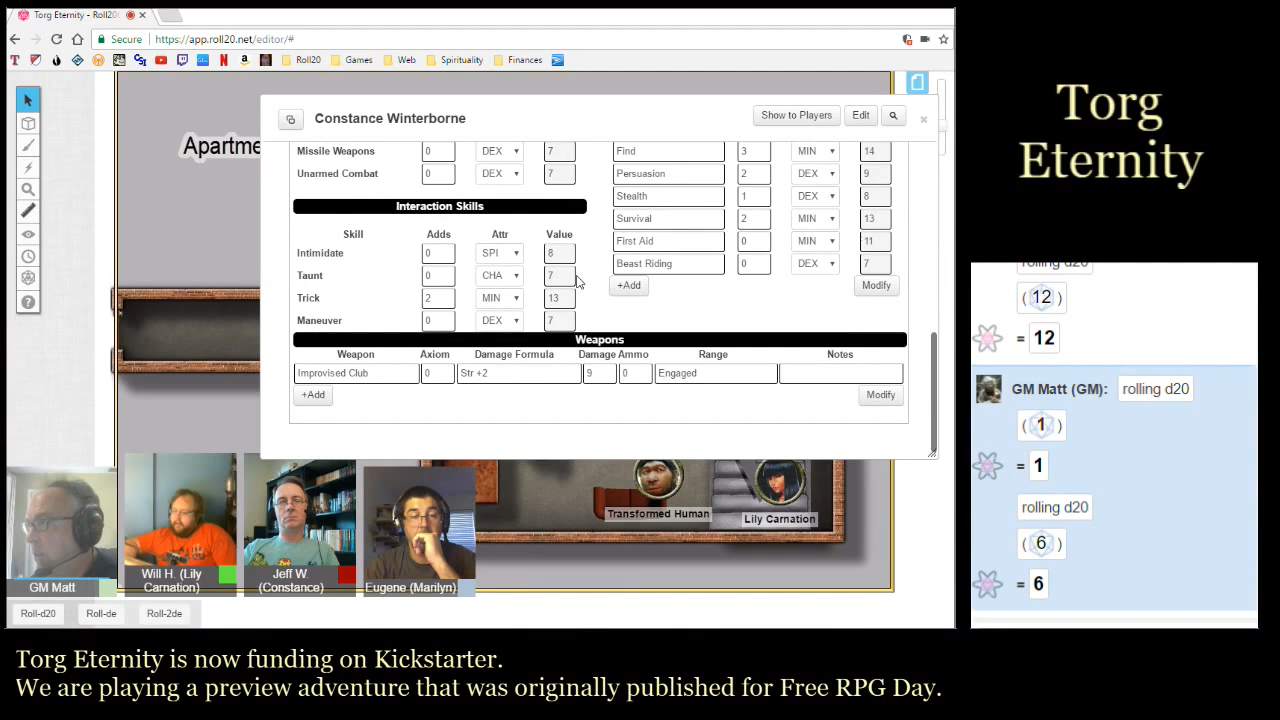 Torg Eternity - Roll20
Secure https://app.roll20.net/editor/#
Roll20 Games Web Spirituality Finances
Apartme
Constance Winterborne
Show to Players Edit
Missile Weapons 0 DEX 7
Unarmed Combat 0 DEX 7
Interaction Skills
Skill Adds Attr Value
Intimidate 0 SPI 8
Taunt 0 CHA 7
Trick 2 MIN 13
Maneuver 0 DEX 7
Find 3 MIN 14
Persuasion 2 DEX 9
Stealth 1 DEX 8
Survival 2 MIN 13
First Aid 0 MIN 11
Beast Riding 0 DEX 7
+Add Modify
Weapons
Weapon Axiom Damage Formula Damage Ammo Range Notes
Improvised Club 0 Str +2 9 0 Engaged
+Add Modify
Transformed Human
Lily Carnation
GM Matt
Will H. (Lily
Carnation)
Jeff W.
(Constance)
Eugene (Marilyn)
Roll-d20 Roll-de Roll-2de
Torg
Eternity
rolling d20
(12)
= 12
GM Matt (GM): rolling d20
(1)
= 1
rolling d20
(6)
= 6
Torg Eternity is now funding on Kickstarter.
We are playing a preview adventure that was originally published for Free RPG Day.